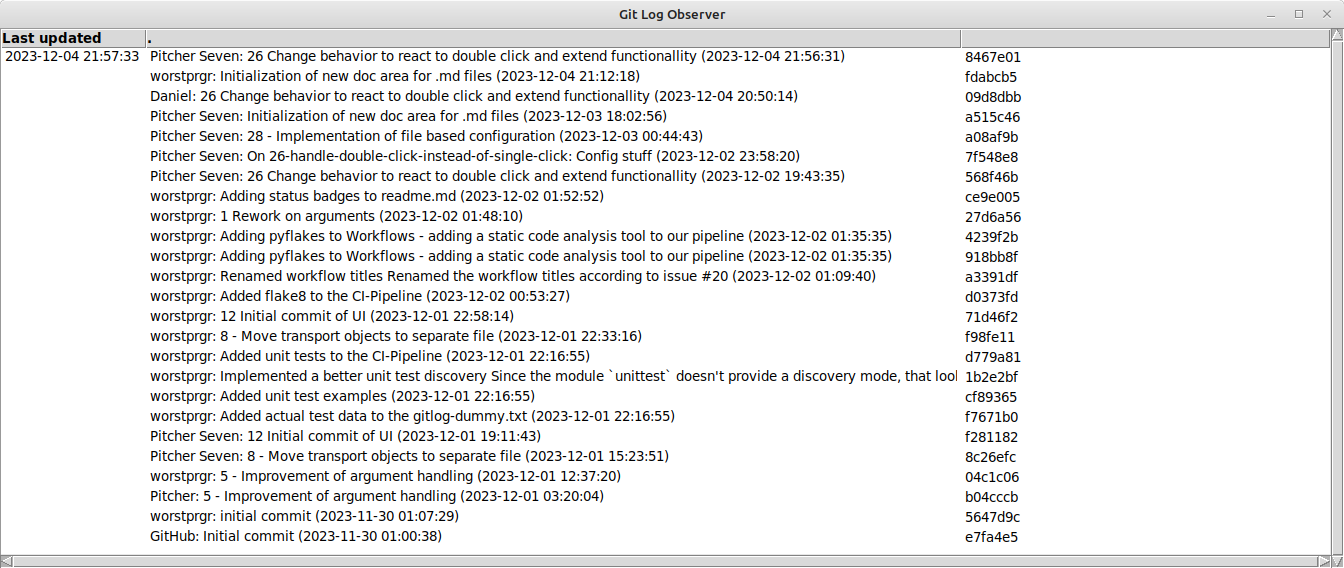 Git Log Observer
Last updated .
2023-12-04 21:57:33 Pitcher Seven: 26 Change behavior to react to double click and extend functionallity (2023-12-04 21:56:31) 8467e01
worstprgr: Initialization of new doc area for .md files (2023-12-04 21:12:18) fdabcb5
Daniel: 26 Change behavior to react to double click and extend functionallity (2023-12-04 20:50:14) 09d8dbb
Pitcher Seven: Initialization of new doc area for .md files (2023-12-03 18:02:56) a515c46
Pitcher Seven: 28 - Implementation of file based configuration (2023-12-03 00:44:43) a08af9b
Pitcher Seven: On 26-handle-double-click-instead-of-single-click: Config stuff (2023-12-02 23:58:20) 7f548e8
Pitcher Seven: 26 Change behavior to react to double click and extend functionallity (2023-12-02 19:43:35) 568f46b
worstprgr: Adding status badges to readme.md (2023-12-02 01:52:52) ce9e005
worstprgr: 1 Rework on arguments (2023-12-02 01:48:10) 27d6a56
worstprgr: Adding pyflakes to Workflows - adding a static code analysis tool to our pipeline (2023-12-02 01:35:35) 4239f2b
worstprgr: Adding pyflakes to Workflows - adding a static code analysis tool to our pipeline (2023-12-02 01:35:35) 918bb8f
worstprgr: Renamed workflow titles Renamed the workflow titles according to issue #20 (2023-12-02 01:09:40) a3391df
worstprgr: Added flake8 to the CI-Pipeline (2023-12-02 00:53:27) d0373fd
worstprgr: 12 Initial commit of UI (2023-12-01 22:58:14) 71d46f2
worstprgr: 8 - Move transport objects to separate file (2023-12-01 22:33:16) f98fe11
worstprgr: Added unit tests to the CI-Pipeline (2023-12-01 22:16:55) d779a81
worstprgr: Implemented a better unit test discovery Since the module `unittest` doesn't provide a discovery mode, that lool 1b2e2bf
worstprgr: Added unit test examples (2023-12-01 22:16:55) cf89365
worstprgr: Added actual test data to the gitlog-dummy.txt (2023-12-01 22:16:55) f7671b0
Pitcher Seven: 12 Initial commit of UI (2023-12-01 19:11:43) f281182
Pitcher Seven: 8 - Move transport objects to separate file (2023-12-01 15:23:51) 8c26efc
worstprgr: 5 - Improvement of argument handling (2023-12-01 12:37:20) 04c1c06
Pitcher: 5 - Improvement of argument handling (2023-12-01 03:20:04) b04cccb
worstprgr: initial commit (2023-11-30 01:07:29) 5647d9c
GitHub: Initial commit (2023-11-30 01:00:38) e7fa4e5